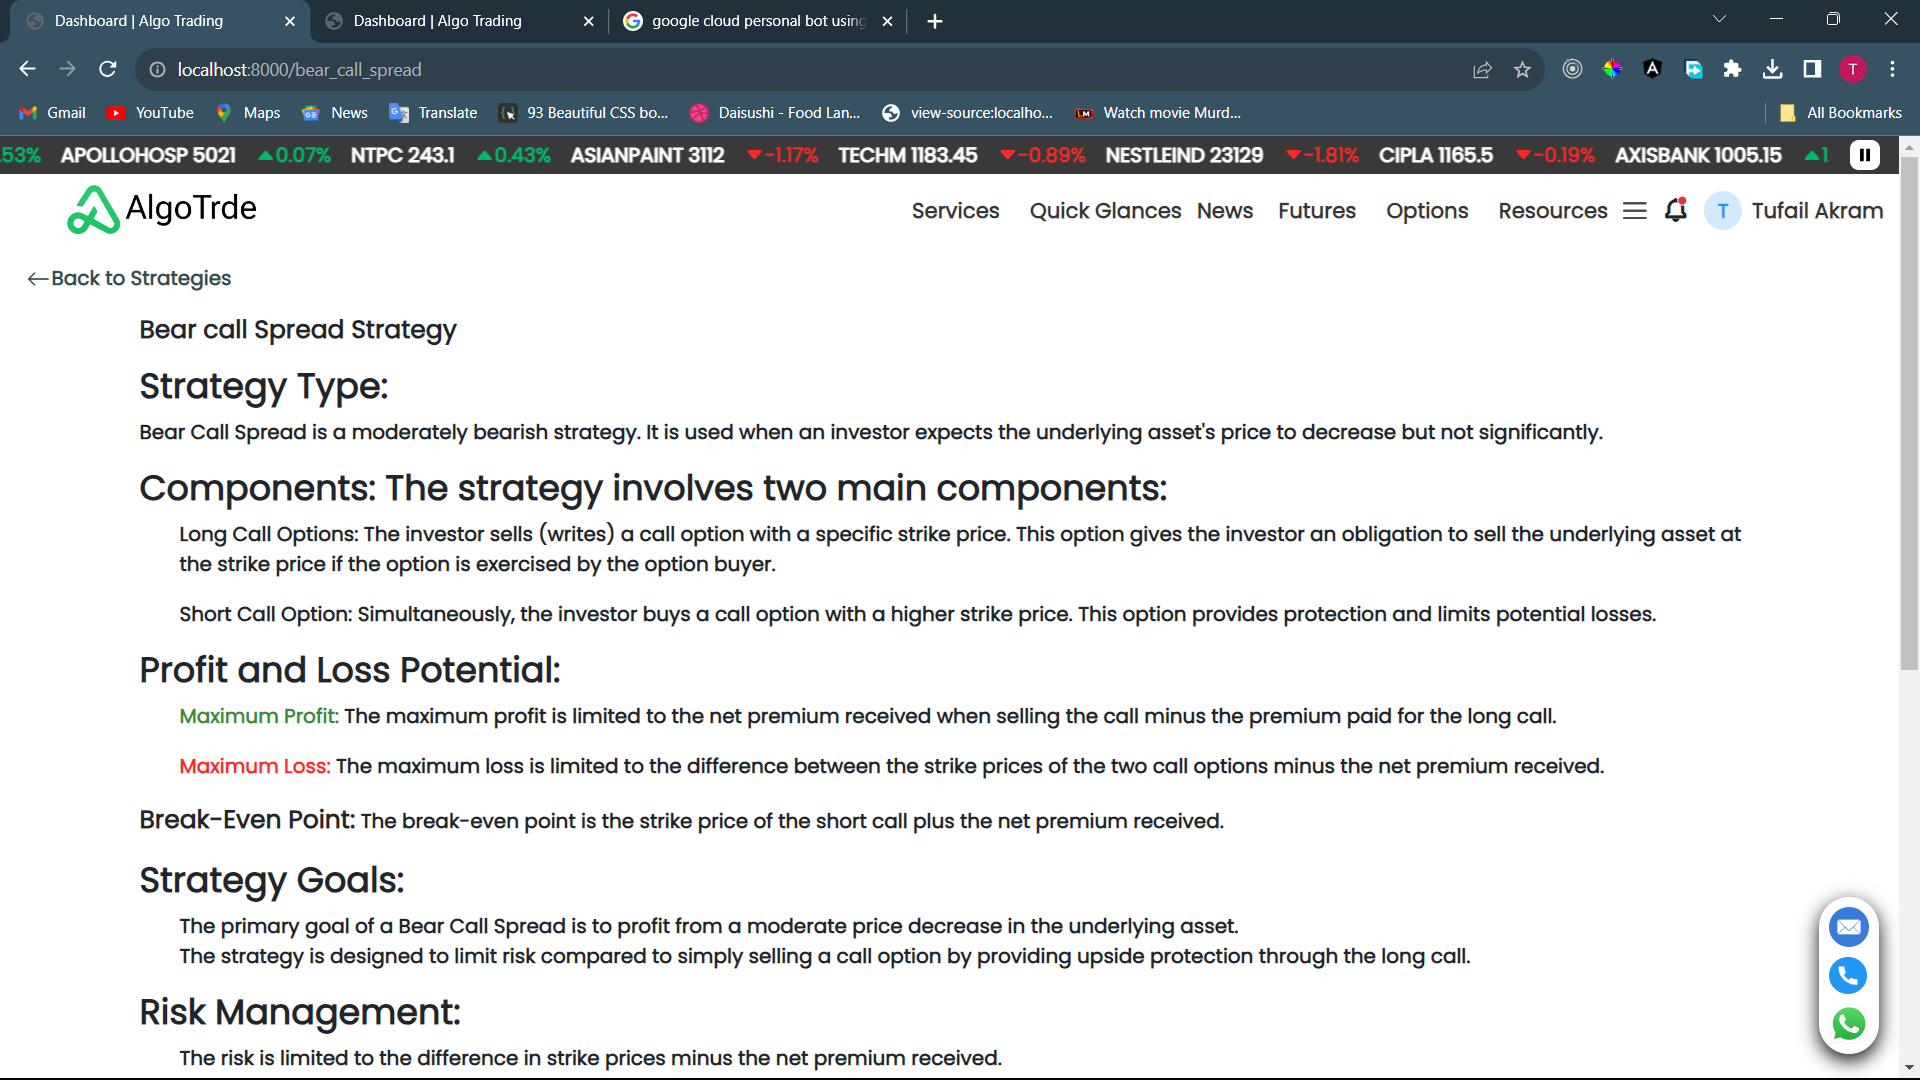 Dashboard | Algo Trading
Dashboard | Algo Trading
google cloud personal bot using
localhost:8000/bear_call_spread
T
Gmail
YouTube
Maps
News
Translate
93 Beautiful CSS bo...
Daisushi - Food Lan...
view-source:localho...
LM
Watch movie Murd...
All Bookmarks
.53% APOLLOHOSP 5021 ▲0.07% NTPC 243.1 ▲0.43% ASIANPAINT 3112 ▼-1.17% TECHM 1183.45 ▼-0.89% NESTLEIND 23129 ▼-1.81% CIPLA 1165.5 ▼-0.19% AXISBANK 1005.15 ▲1
AlgoTrde
Services Quick Glances News Futures Options Resources
T Tufail Akram
←Back to Strategies
Bear call Spread Strategy
Strategy Type:
Bear Call Spread is a moderately bearish strategy. It is used when an investor expects the underlying asset's price to decrease but not significantly.
Components: The strategy involves two main components:
Long Call Options: The investor sells (writes) a call option with a specific strike price. This option gives the investor an obligation to sell the underlying asset at
the strike price if the option is exercised by the option buyer.
Short Call Option: Simultaneously, the investor buys a call option with a higher strike price. This option provides protection and limits potential losses.
Profit and Loss Potential:
Maximum Profit: The maximum profit is limited to the net premium received when selling the call minus the premium paid for the long call.
Maximum Loss: The maximum loss is limited to the difference between the strike prices of the two call options minus the net premium received.
Break-Even Point: The break-even point is the strike price of the short call plus the net premium received.
Strategy Goals:
The primary goal of a Bear Call Spread is to profit from a moderate price decrease in the underlying asset.
The strategy is designed to limit risk compared to simply selling a call option by providing upside protection through the long call.
Risk Management:
The risk is limited to the difference in strike prices minus the net premium received.